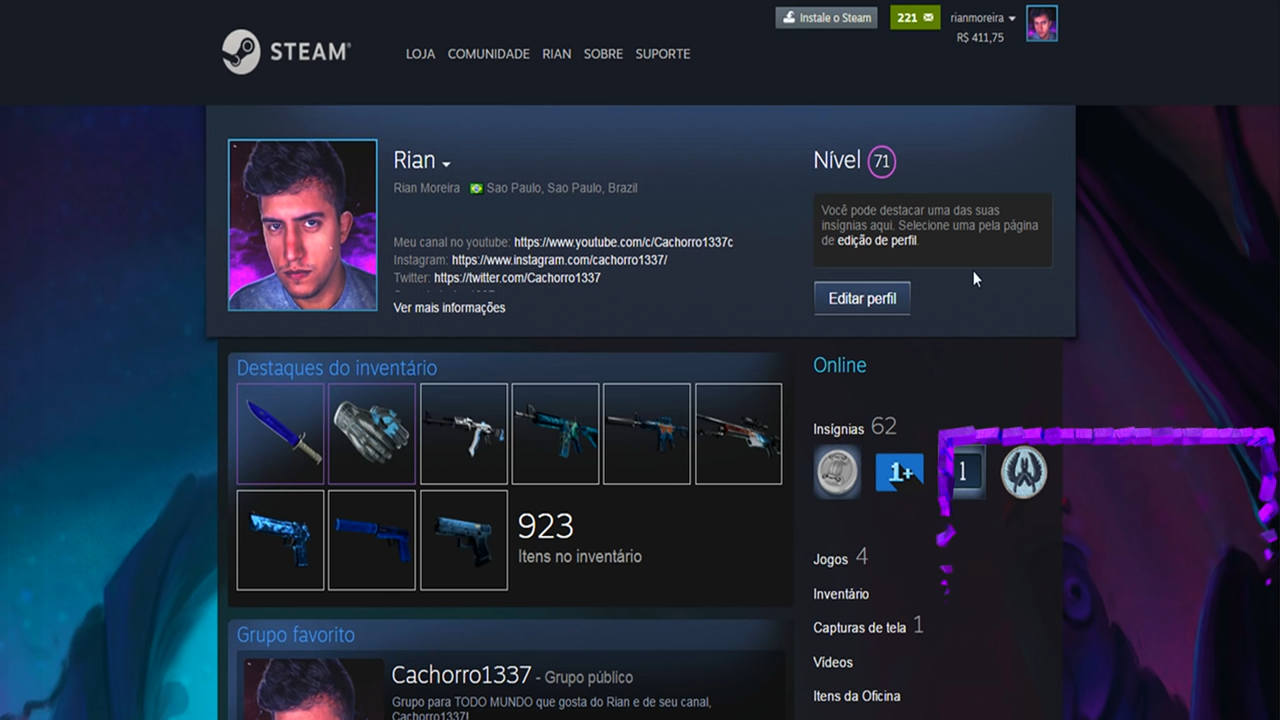 Instale o Steam
221
rianmoreira
R$ 411,75
STEAM®
LOJA COMUNIDADE RIAN SOBRE SUPORTE
Rian
Rian Moreira Sao Paulo, Sao Paulo, Brazil
Meu canal no youtube: https://www.youtube.com/c/Cachorro1337c
Instagram: https://www.instagram.com/cachorro1337/
Twitter: https://twitter.com/Cachorro1337
Ver mais informações
Nível 71
Você pode destacar uma das suas
insígnias aqui. Selecione uma pela página
de edição de perfil.
Editar perfil
Destaques do inventário
923
Itens no inventário
Online
Insígnias 62
1+
1
Jogos 4
Inventário
Capturas de tela 1
Vídeos
Itens da Oficina
Grupo favorito
Cachorro1337 - Grupo público
Grupo para TODO MUNDO que gosta do Rian e de seu canal,
Cachorro1337!